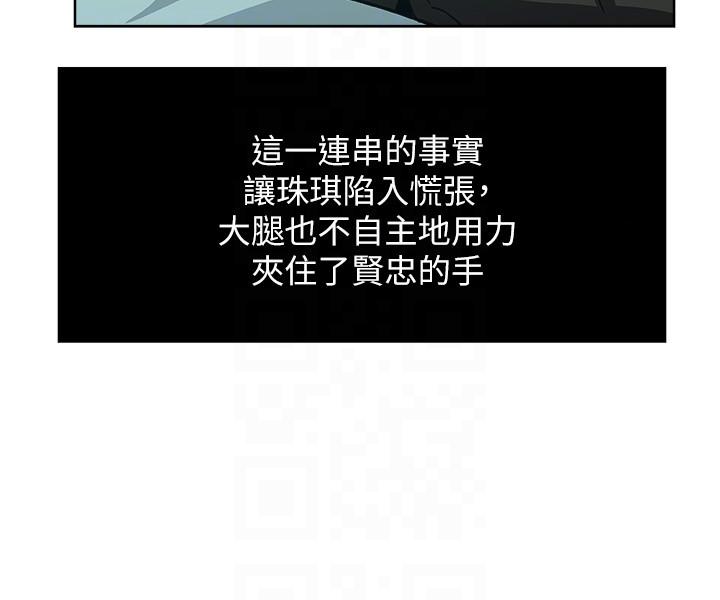 這一連串的事實
讓珠琪陷入慌張，
大腿也不自主地用力
夾住了賢忠的手